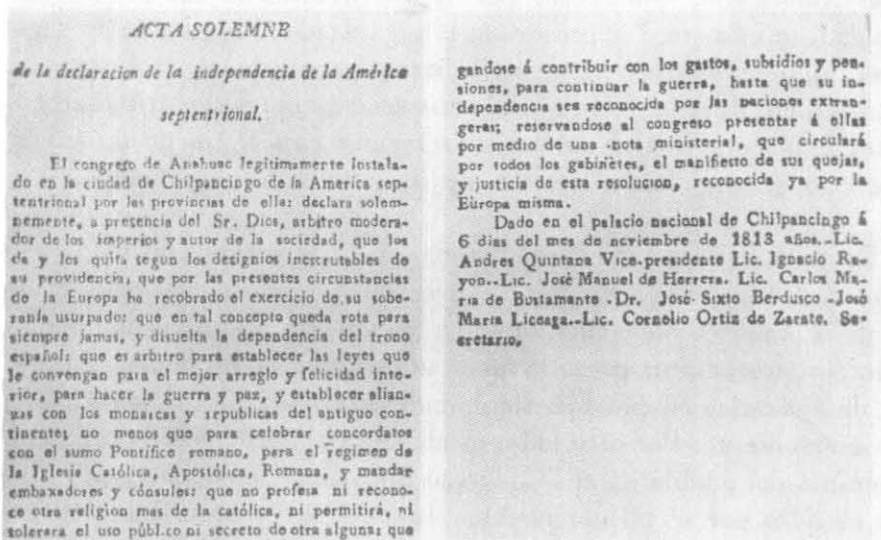 ACTA SOLEMNE
de la declaracion de la independencia de la América
septentrional.
El congreso de Anahuac legitimamente instala-
do en la ciudad de Chilpancingo de la America sep-
tentrional por las provincias de ella: declara solem-
nemente, a presencia del Sr. Dios, arbitro modera-
dor de los imperios y autor de la sociedad, que los
da y los quita segun los designios inescrutables de
su providencia, que por las presentes circunstancias
de la Europa ha recobrado el exercicio de su sobe-
ranía usurpado: que en tal concepto queda rota para
siempre jamas, y disuelta la dependencia del trono
español: que es arbitro para establecer las leyes que
le convengan para el mejor arreglo y felicidad inte-
rior, para hacer la guerra y paz, y establecer alian-
zas con los monarcas y republicas del antiguo con-
tinente; no menos que para celebrar concordatos
con el sumo Pontífice romano, para el regimen de
la Iglesia Católica, Apostólica, Romana, y mandar
embaxadores y cónsules: que no profesa ni recono-
ce otra religion mas de la católica, ni permitirá, ni
tolerara el uso público ni secreto de otra alguna: que
gandose á contribuir con los gastos, subsidios y pen-
siones, para continuar la guerra, hasta que su in-
dependencia sea reconocida por las naciones extran-
geras; reservandose al congreso presentar á ellas
por medio de una nota ministerial, que circulará
por todos los gabinetes, el manifiesto de sus quejas,
y justicia de esta resolucion, reconocida ya por la
Europa misma.
Dado en el palacio nacional de Chilpancingo á
6 dias del mes de noviembre de 1813 años.-Lic.
Andres Quintana Vice-presidente Lic. Ignacio Ra-
yon..Lic. José Manuel de Herrera. Lic. Carlos Ma-
ria de Bustamante .Dr. José Sixto Berdusco -José
Maria Liceaga..Lic. Cornelio Ortiz de Zarate. Se-
cretario.